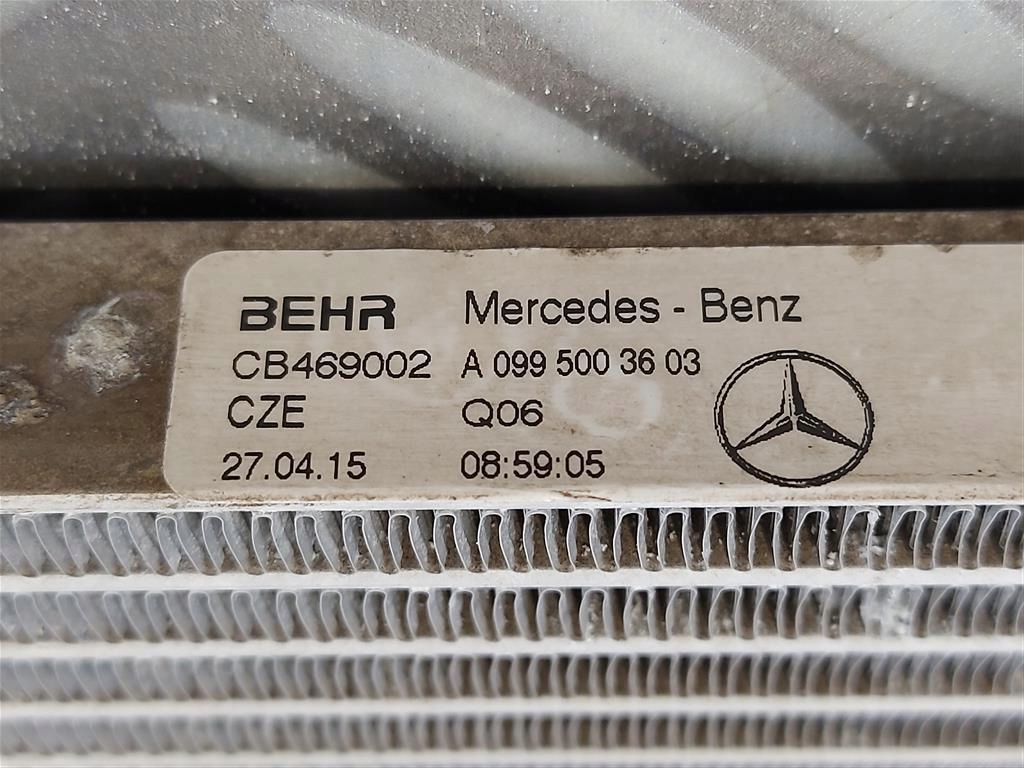 BEHR Mercedes - Benz
CB469002 A 099 500 36 03
CZE Q06
27.04.15 08:59:05